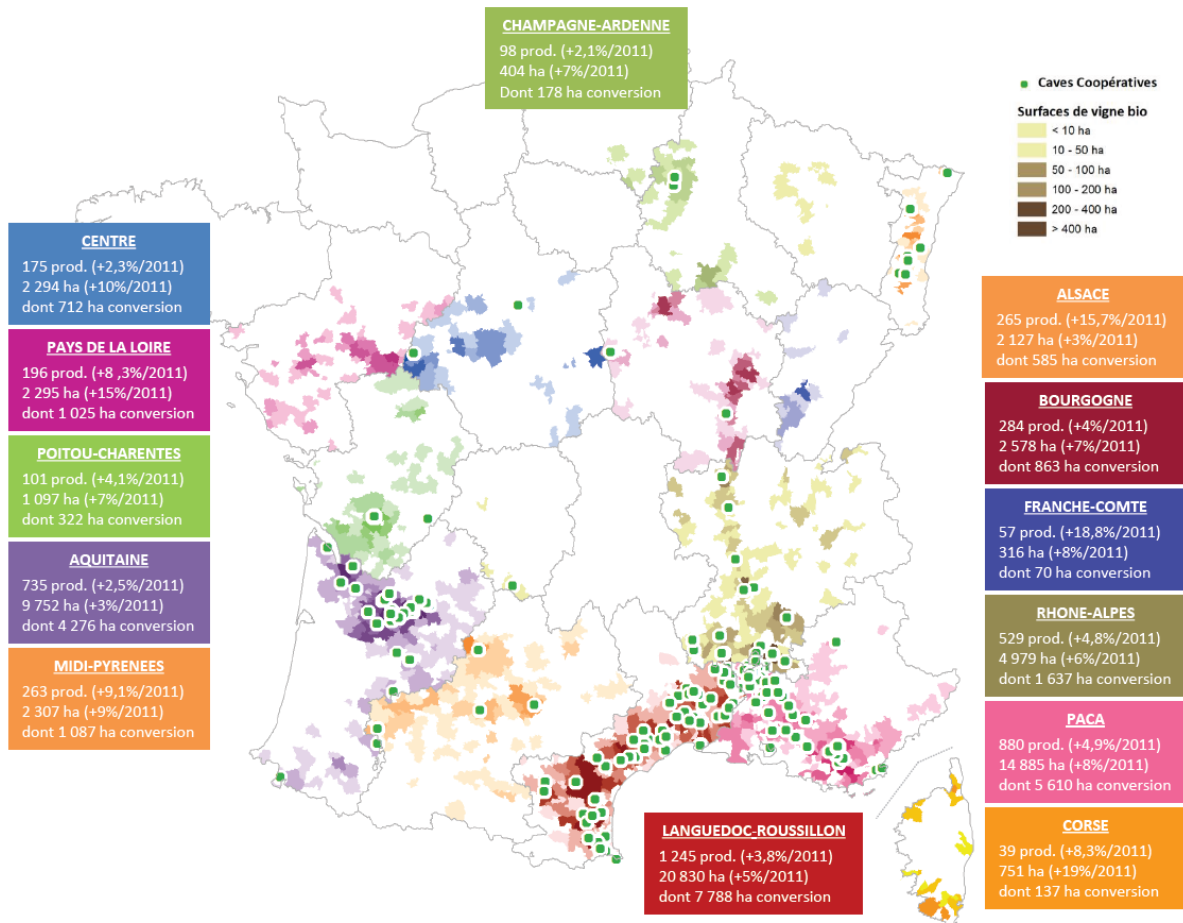 CHAMPAGNE-ARDENNE
98 prod. (+2,1%/2011)
404 ha (+7%/2011)
Dont 178 ha conversion
Caves Coopératives
Surfaces de vigne bio
< 10 ha
10 - 50 ha
50 - 100 ha
100 - 200 ha
200 - 400 ha
> 400 ha
CENTRE
175 prod. (+2,3%/2011)
2 294 ha (+10%/2011)
dont 712 ha conversion
PAYS DE LA LOIRE
196 prod. (+8 ,3%/2011)
2 295 ha (+15%/2011)
dont 1 025 ha conversion
POITOU-CHARENTES
101 prod. (+4,1%/2011)
1 097 ha (+7%/2011)
dont 322 ha conversion
AQUITAINE
735 prod. (+2,5%/2011)
9 752 ha (+3%/2011)
dont 4 276 ha conversion
MIDI-PYRENEES
263 prod. (+9,1%/2011)
2 307 ha (+9%/2011)
dont 1 087 ha conversion
ALSACE
265 prod. (+15,7%/2011)
2 127 ha (+3%/2011)
dont 585 ha conversion
BOURGOGNE
284 prod. (+4%/2011)
2 578 ha (+7%/2011)
dont 863 ha conversion
FRANCHE-COMTE
57 prod. (+18,8%/2011)
316 ha (+8%/2011)
dont 70 ha conversion
RHONE-ALPES
529 prod. (+4,8%/2011)
4 979 ha (+6%/2011)
dont 1 637 ha conversion
PACA
880 prod. (+4,9%/2011)
14 885 ha (+8%/2011)
dont 5 610 ha conversion
LANGUEDOC-ROUSSILLON
1 245 prod. (+3,8%/2011)
20 830 ha (+5%/2011)
dont 7 788 ha conversion
CORSE
39 prod. (+8,3%/2011)
751 ha (+19%/2011)
dont 137 ha conversion